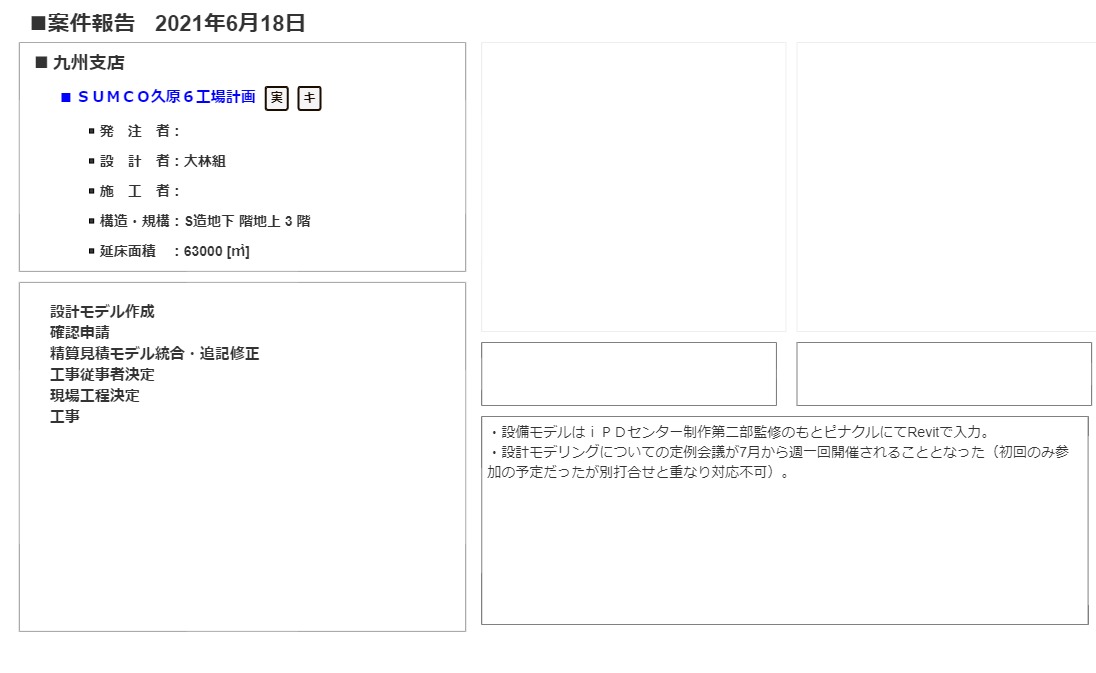 ■案件報告　2021年6月18日
■ 九州支店
■ ＳＵＭＣＯ久原６工場計画 実 キ
▪ 発　注　者：
▪ 設　計　者：大林組
▪ 施　工　者：
▪ 構造・規構：S造地下 階地上 3 階
▪ 延床面積　：63000 [㎡]
設計モデル作成
確認申請
精算見積モデル統合・追記修正
工事従事者決定
現場工程決定
工事
・設備モデルはｉＰＤセンター制作第二部監修のもとピナクルにてRevitで入力。
・設計モデリングについての定例会議が7月から週一回開催されることとなった（初回のみ参
加の予定だったが別打合せと重なり対応不可）。